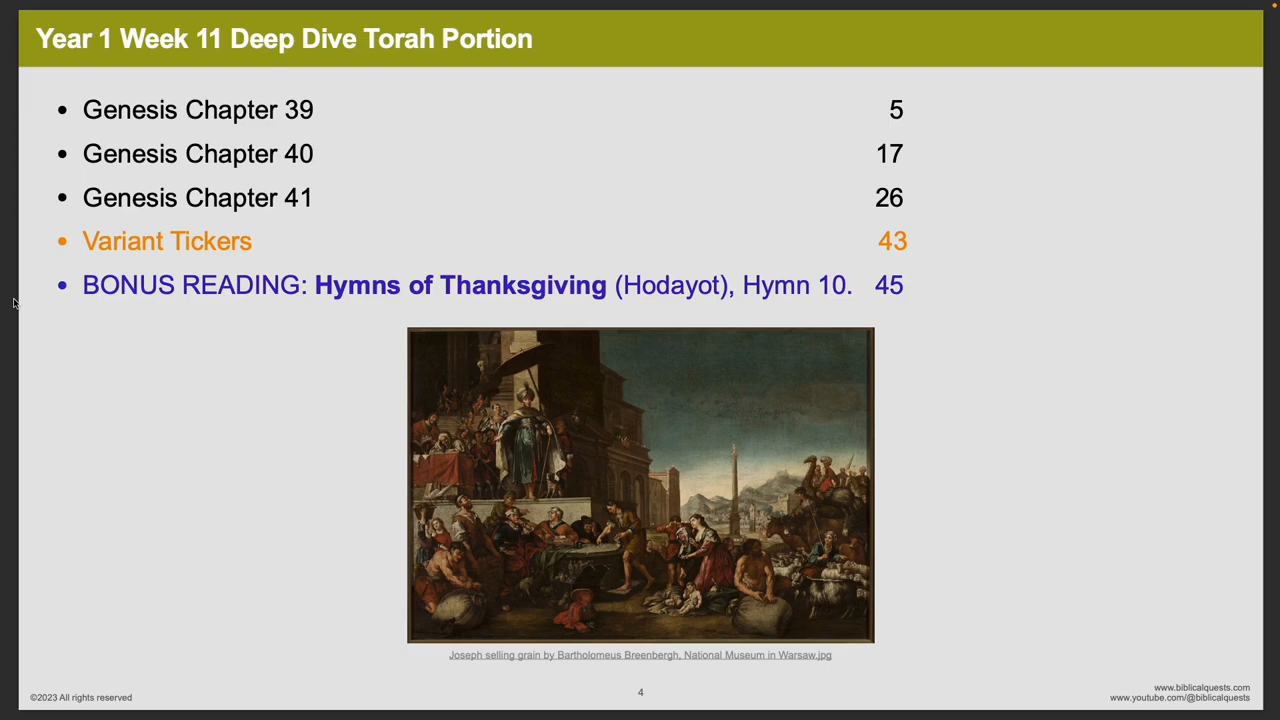 Year 1 Week 11 Deep Dive Torah Portion
• Genesis Chapter 39 5
• Genesis Chapter 40 17
• Genesis Chapter 41 26
• Variant Tickers 43
• BONUS READING: Hymns of Thanksgiving (Hodayot), Hymn 10. 45
Joseph selling grain by Bartholomeus Breenbergh, National Museum in Warsaw.jpg
©2023 All rights reserved
4
www.biblicalquests.com
www.youtube.com/@biblicalquests